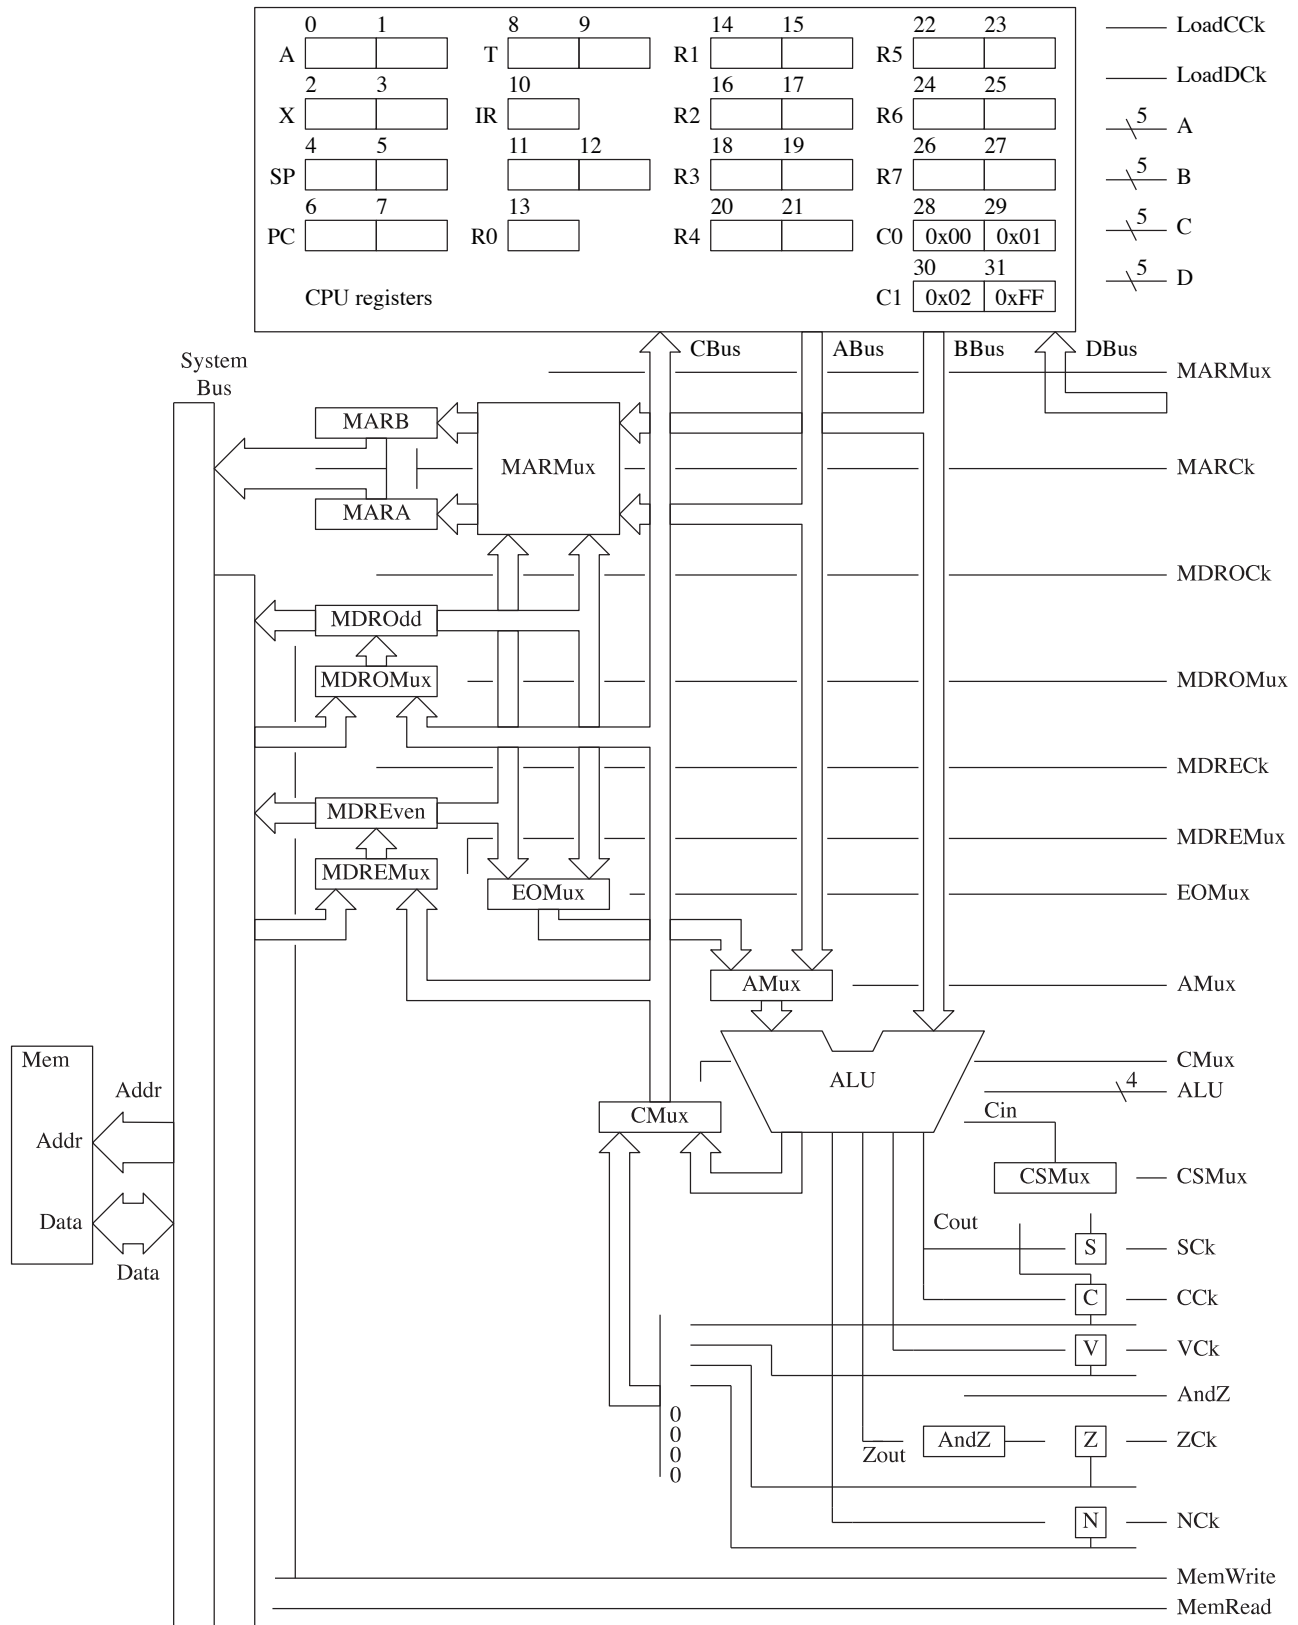 0 1 8 9 14 15 22 23 LoadCCk
A T R1 R5
LoadDCk
2 3 10 16 17 24 25
X IR R2 R6 5 A
4 5 11 12 18 19 26 27 5 B
SP R3 R7
6 7 13 20 21 28 29 5 C
PC R0 R4 C0 0x00 0x01
30 31 5 D
CPU registers C1 0x02 0xFF
CBus ABus BBus DBus
System
Bus
MARMux
MARB
MARMux MARCk
MARA
MDROCk
MDROdd
MDROMux MDROMux
MDRECk
MDREven
MDREMux
MDREMux
EOMux EOMux
AMux AMux
Mem
CMux
ALU 4 ALU
Addr
CMux Cin
Addr
CSMux CSMux
Data Cout
S SCk
Data
C CCk
V VCk
AndZ
0
0
0
0
Zout AndZ Z ZCk
N NCk
MemWrite
MemRead